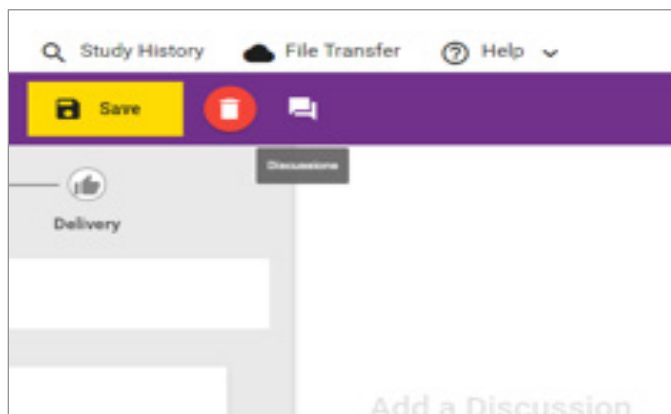 Study History File Transfer Help
Save
Discussions
Delivery
Add a Discussion